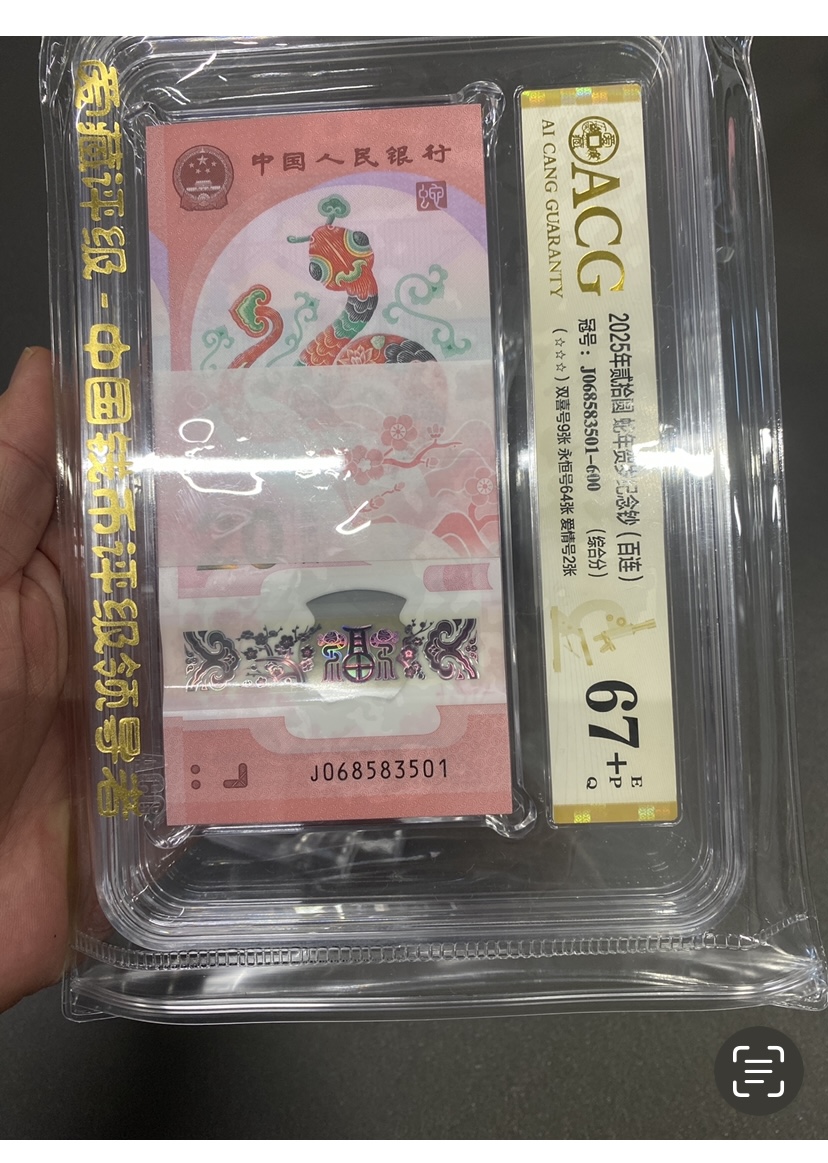 爱藏评级 - 中国钱币评级领导者
中国人民银行
J068583501
ACG
AI CANG GUARANTY
2025年贰拾圆 蛇年贺岁纪念钞（百连）
冠号：J068583501-600 （综合分）
（☆☆☆）双喜号9张 永恒号64张 爱情号2张
67+
E
P
Q